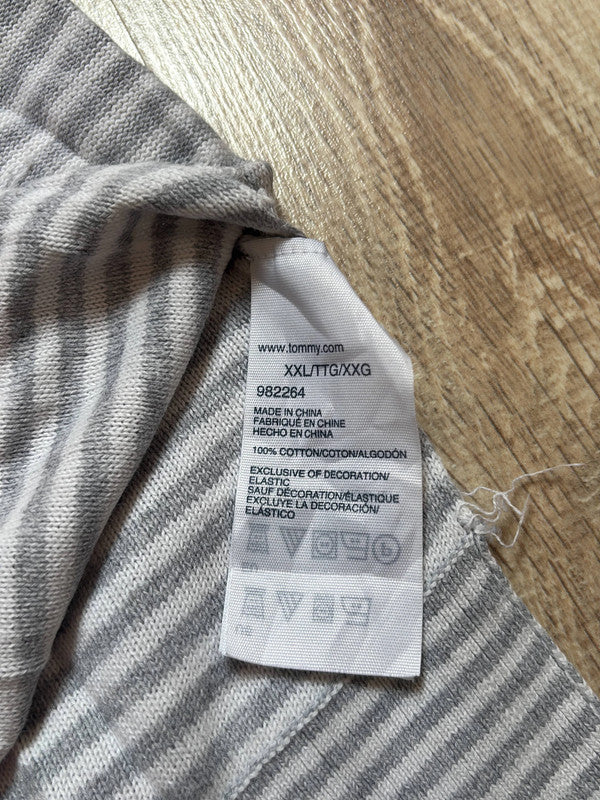 www.tommy.com
XXL/TTG/XXG
982264
MADE IN CHINA
FABRIQUÉ EN CHINE
HECHO EN CHINA
100% COTTON/COTON/ALGODÓN
EXCLUSIVE OF DECORATION/
ELASTIC
SAUF DÉCORATION/ÉLASTIQUE
EXCLUYE LA DECORACIÓN/
ELÁSTICO